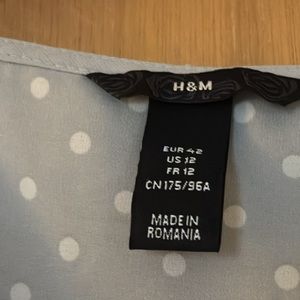 H&M
EUR 42
US 12
FR 12
CN 175/96A
MADE IN
ROMANIA